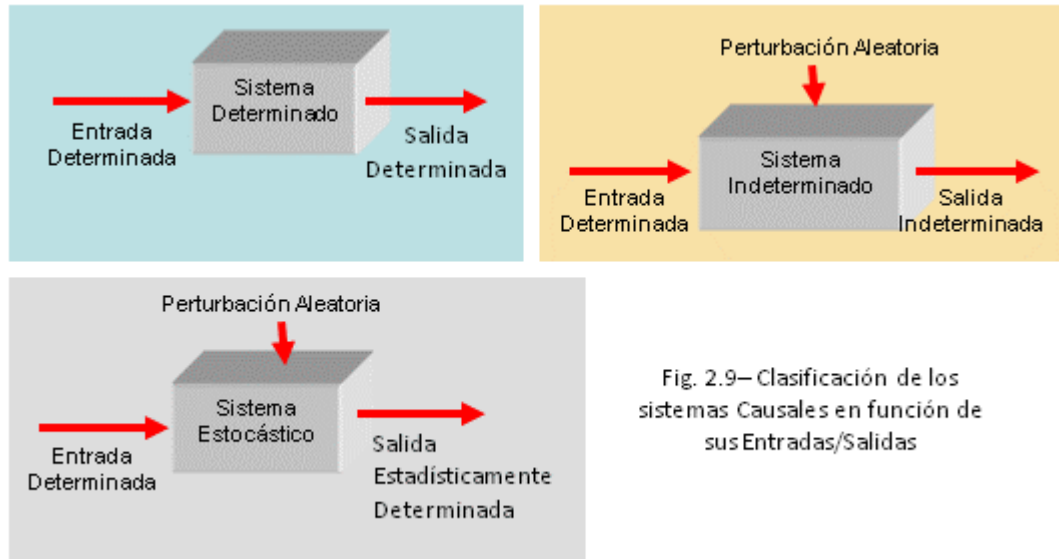 Sistema
Determinado
Entrada
Determinada
Salida
Determinada
Perturbación Aleatoria
Sistema
Indeterminado
Entrada
Determinada
Salida
Indeterminada
Perturbación Aleatoria
Sistema
Estocástico
Entrada
Determinada
Salida
Estadísticamente
Determinada
Fig. 2.9– Clasificación de los
sistemas Causales en función de
sus Entradas/Salidas